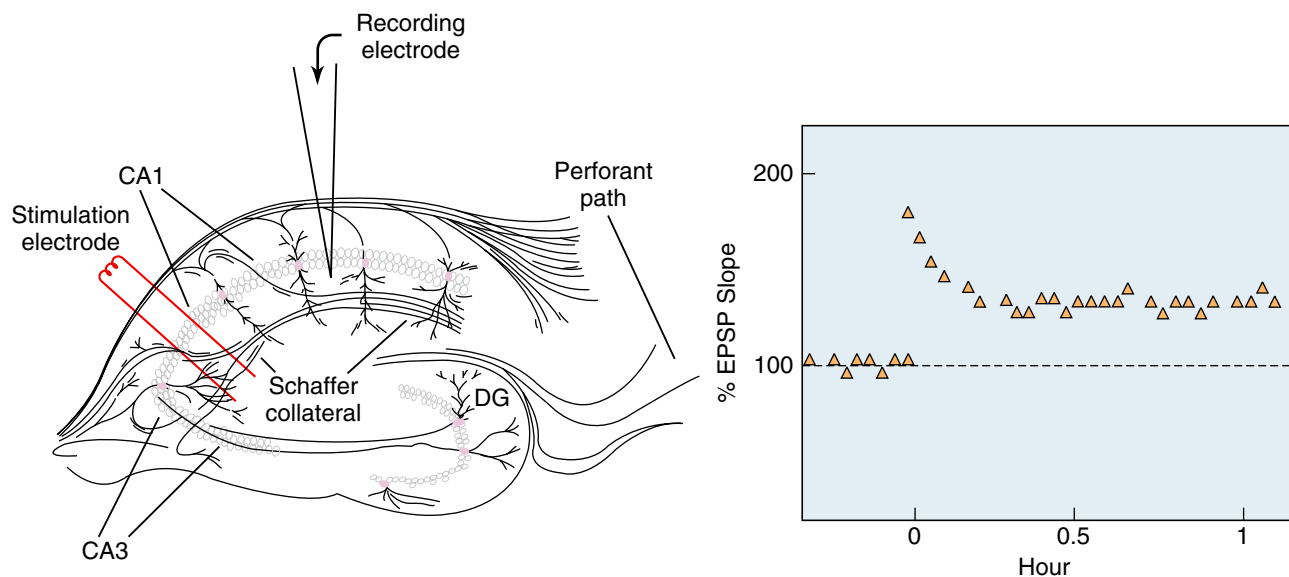 Recording
electrode
CA1
Stimulation
electrode
Perforant
path
Schaffer
collateral
DG
CA3
% EPSP Slope
200
100
0
0.5
1
Hour